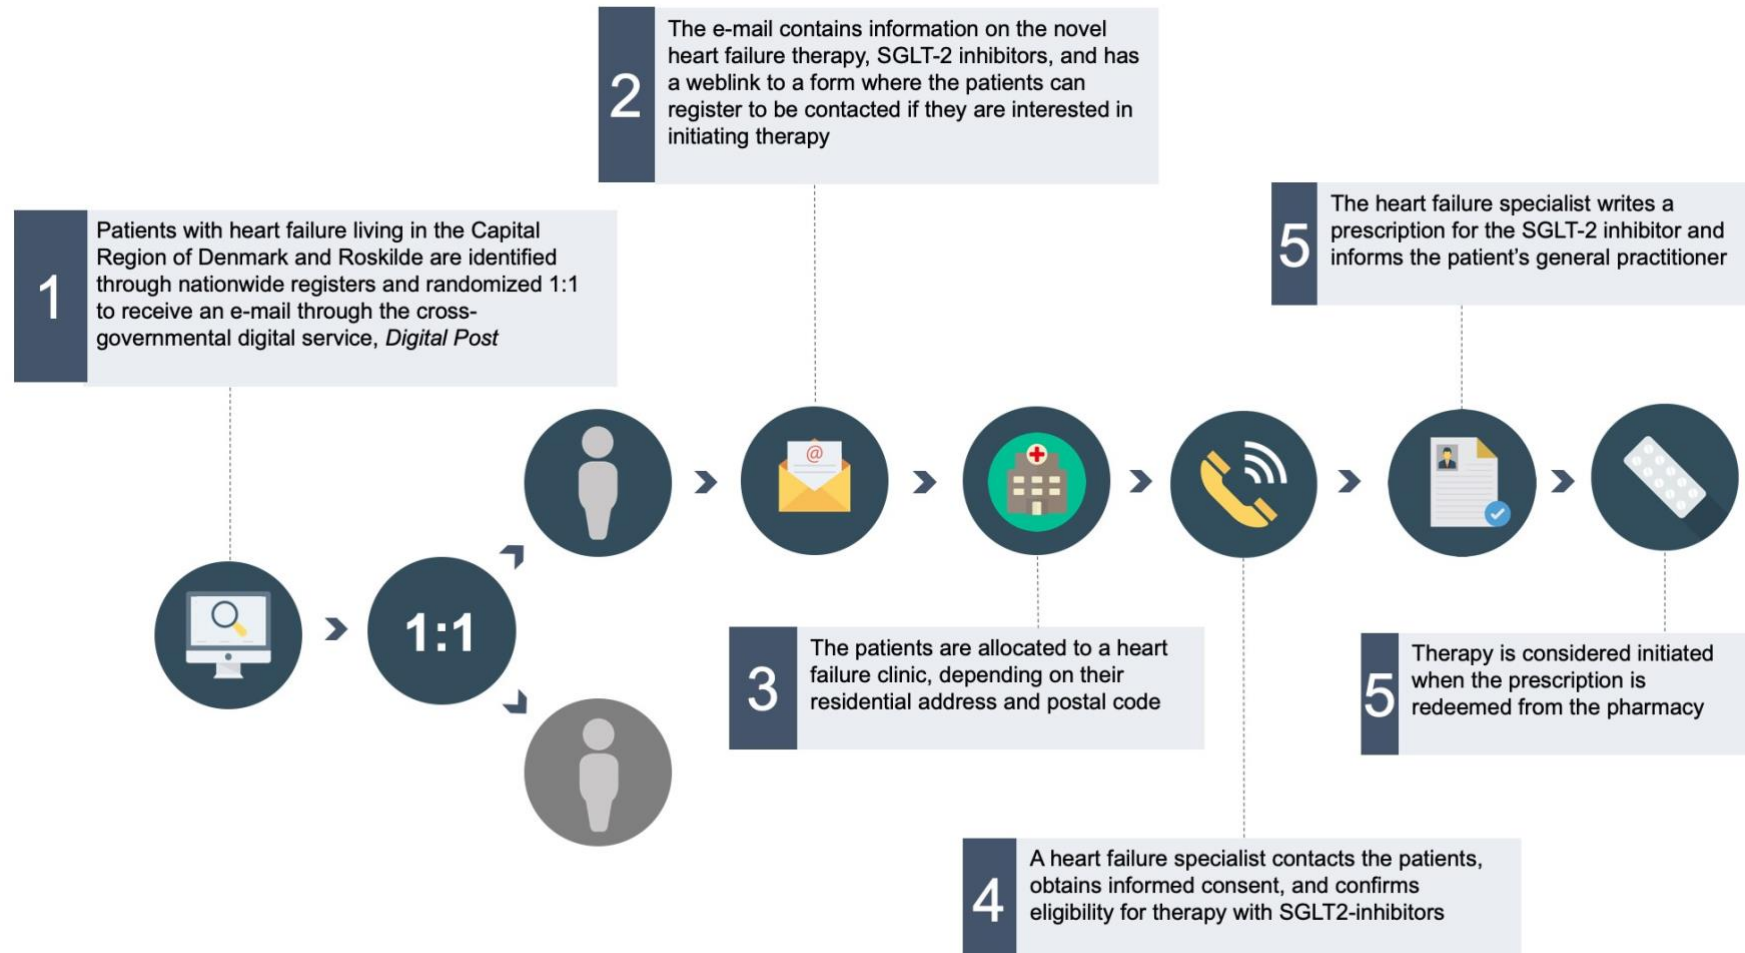 1
Patients with heart failure living in the Capital
Region of Denmark and Roskilde are identified
through nationwide registers and randomized 1:1
to receive an e-mail through the cross-
governmental digital service, Digital Post
2
The e-mail contains information on the novel
heart failure therapy, SGLT-2 inhibitors, and has
a weblink to a form where the patients can
register to be contacted if they are interested in
initiating therapy
5
The heart failure specialist writes a
prescription for the SGLT-2 inhibitor and
informs the patient's general practitioner
@
1:1
3
The patients are allocated to a heart
failure clinic, depending on their
residential address and postal code
5
Therapy is considered initiated
when the prescription is
redeemed from the pharmacy
4
A heart failure specialist contacts the patients,
obtains informed consent, and confirms
eligibility for therapy with SGLT2-inhibitors